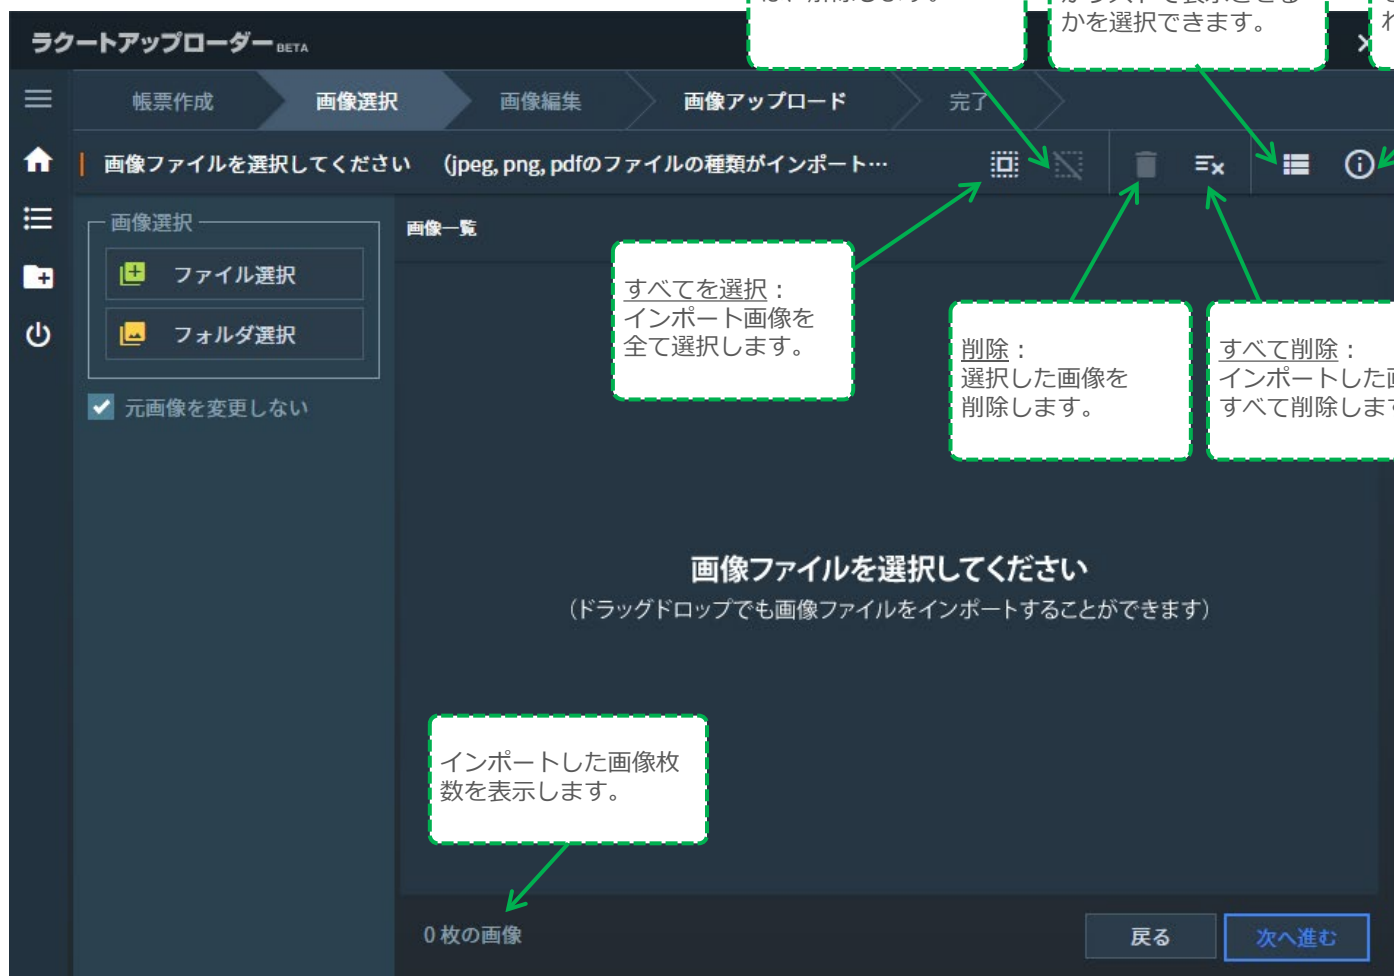 かを選択できます。
ラクートアップローダー BETA
帳票作成
画像選択
画像編集
画像アップロード
完了
画像ファイルを選択してください （jpeg, png, pdfのファイルの種類がインポート…
画像選択
ファイル選択
フォルダ選択
元画像を変更しない
画像一覧
すべてを選択：
インポート画像を
全て選択します。
削除：
選択した画像を
削除します。
すべて削除：
インポートした
すべて削除しま
画像ファイルを選択してください
（ドラッグドロップでも画像ファイルをインポートすることができます）
インポートした画像枚
数を表示します。
0 枚の画像
戻る
次へ進む